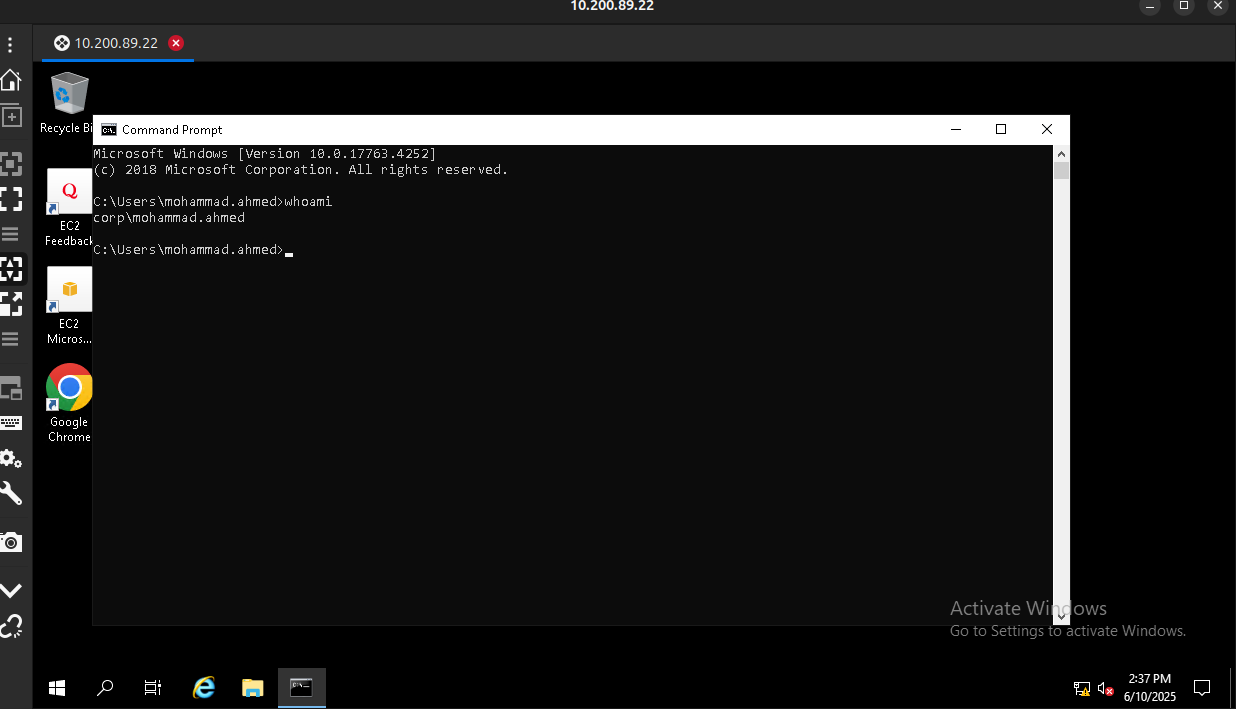 10.200.89.22
10.200.89.22
Recycle Bi
EC2
Feedback
EC2
Micros...
Google
Chrome
Command Prompt
Microsoft Windows [Version 10.0.17763.4252]
(c) 2018 Microsoft Corporation. All rights reserved.
C:\Users\mohammad.ahmed>whoami
corp\mohammad.ahmed
C:\Users\mohammad.ahmed>
Activate Windows
Go to Settings to activate Windows.
2:37 PM
6/10/2025